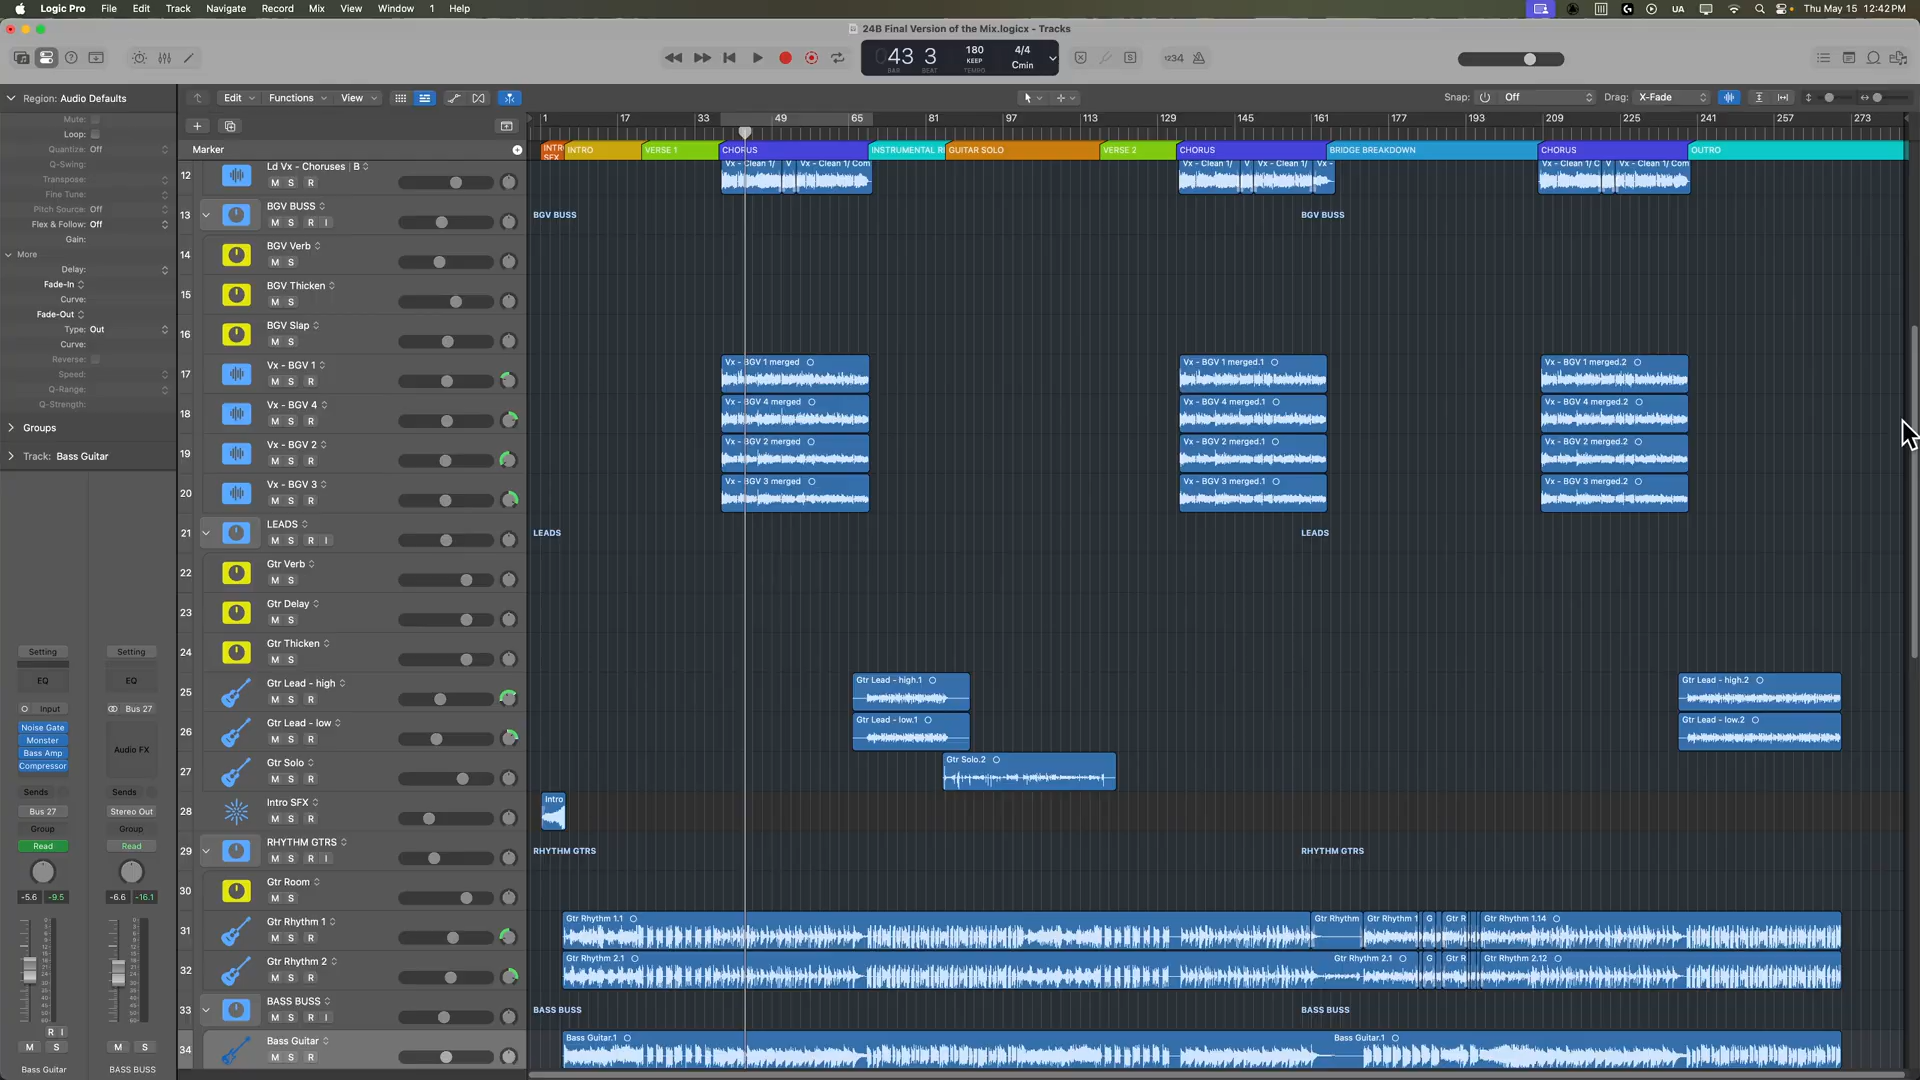 Logic Pro File Edit Track Navigate Record Mix View Window 1 Help
UA Thu May 15 12:42 PM
24B Final Version of the Mix.logicx - Tracks
43 3 180 4/4
KEEP Cmin
BAR BEAT TEMPO
1234
Region: Audio Defaults
Edit Functions View
Snap: Off Drag: X-Fade
Mute:
Loop:
Quantize: Off
Q-Swing:
Transpose:
Fine Tune:
Pitch Source: Off
Flex & Follow: Off
Gain:
More
Delay:
Fade-In
Curve:
Fade-Out
Type: Out
Curve:
Reverse:
Speed:
Q-Range:
Q-Strength:
Groups
Track: Bass Guitar
Setting Setting
EQ EQ
Input Bus 27
Noise Gate
Monster
Bass Amp
Compressor
Audio FX
Sends Sends
Bus 27 Stereo Out
Group Group
Read Read
-5.6 -9.5 -6.6 -16.1
R I
M S M S
Bass Guitar BASS BUSS
1 17 33 49 65 81 97 113 129 145 161 177 193 209 225 241 257 273
Marker
INTR SFX INTRO VERSE 1 CHORUS INSTRUMENTAL RI GUITAR SOLO VERSE 2 CHORUS BRIDGE BREAKDOWN CHORUS OUTRO
12 Ld Vx - Choruses | B
M S R
Vx - Clean 1/ V Vx - Clean 1/ Com
Vx - Clean 1/ V Vx - Clean 1/ Vx -
Vx - Clean 1/ C V Vx - Clean 1/ Com
13 BGV BUSS
M S R I
BGV BUSS BGV BUSS
14 BGV Verb
M S
15 BGV Thicken
M S
16 BGV Slap
M S
17 Vx - BGV 1
M S R
Vx - BGV 1 merged Vx - BGV 1 merged.1 Vx - BGV 1 merged.2
18 Vx - BGV 4
M S R
Vx - BGV 4 merged Vx - BGV 4 merged.1 Vx - BGV 4 merged.2
19 Vx - BGV 2
M S R
Vx - BGV 2 merged Vx - BGV 2 merged.1 Vx - BGV 2 merged.2
20 Vx - BGV 3
M S R
Vx - BGV 3 merged Vx - BGV 3 merged.1 Vx - BGV 3 merged.2
21 LEADS
M S R I
LEADS LEADS
22 Gtr Verb
M S
23 Gtr Delay
M S
24 Gtr Thicken
M S
25 Gtr Lead - high
M S R
Gtr Lead - high.1 Gtr Lead - high.2
26 Gtr Lead - low
M S R
Gtr Lead - low.1 Gtr Lead - low.2
27 Gtr Solo
M S R
Gtr Solo.2
28 Intro SFX
M S R
Intro
29 RHYTHM GTRS
M S R I
RHYTHM GTRS RHYTHM GTRS
30 Gtr Room
M S
31 Gtr Rhythm 1
M S R
Gtr Rhythm 1.1 Gtr Rhythm Gtr Rhythm 1 G Gtr R Gtr Rhythm 1.14
32 Gtr Rhythm 2
M S R
Gtr Rhythm 2.1 Gtr Rhythm 2.1 G Gtr R Gtr Rhythm 2.12
33 BASS BUSS
M S R I
BASS BUSS BASS BUSS
34 Bass Guitar
M S R
Bass Guitar.1 Bass Guitar.1